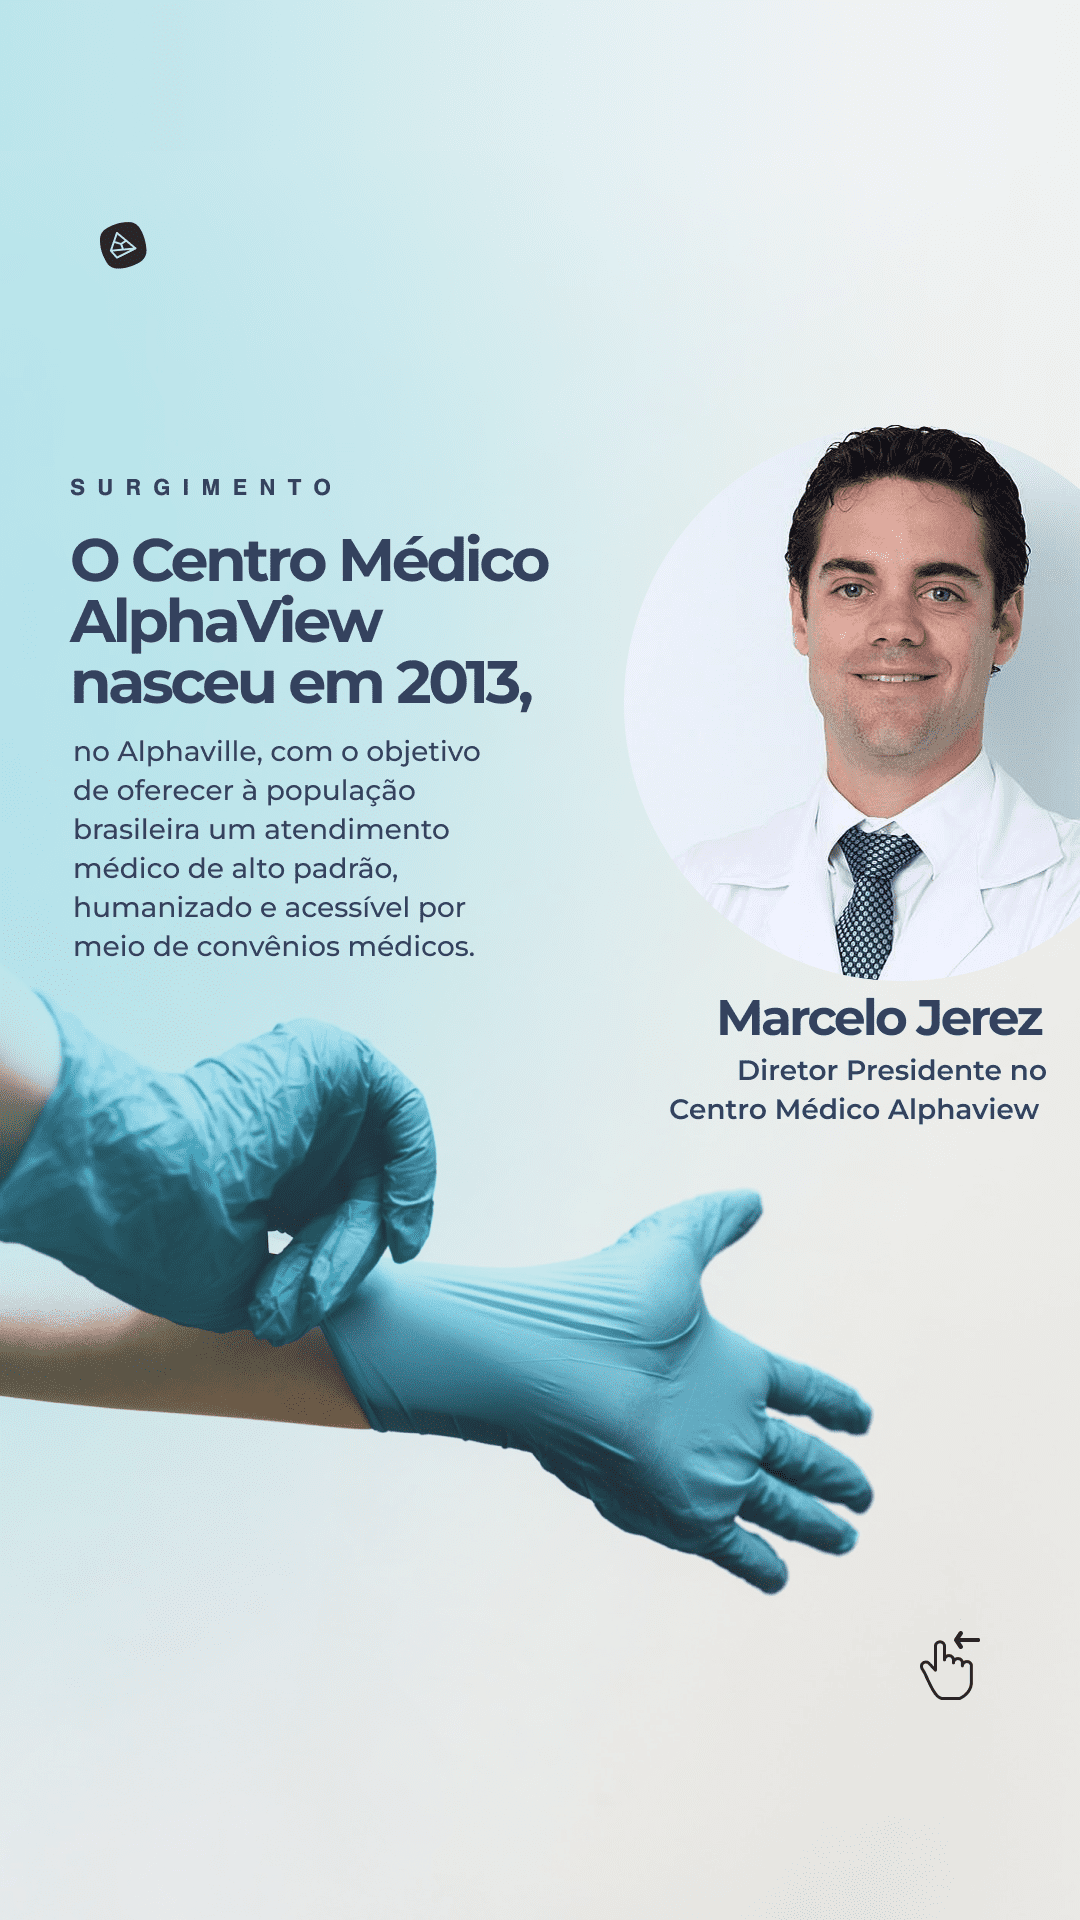 SURGIMENTO
O Centro Médico
AlphaView
nasceu em 2013,
no Alphaville, com o objetivo
de oferecer à população
brasileira um atendimento
médico de alto padrão,
humanizado e acessível por
meio de convênios médicos.
Marcelo Jerez
Diretor Presidente no
Centro Médico Alphaview